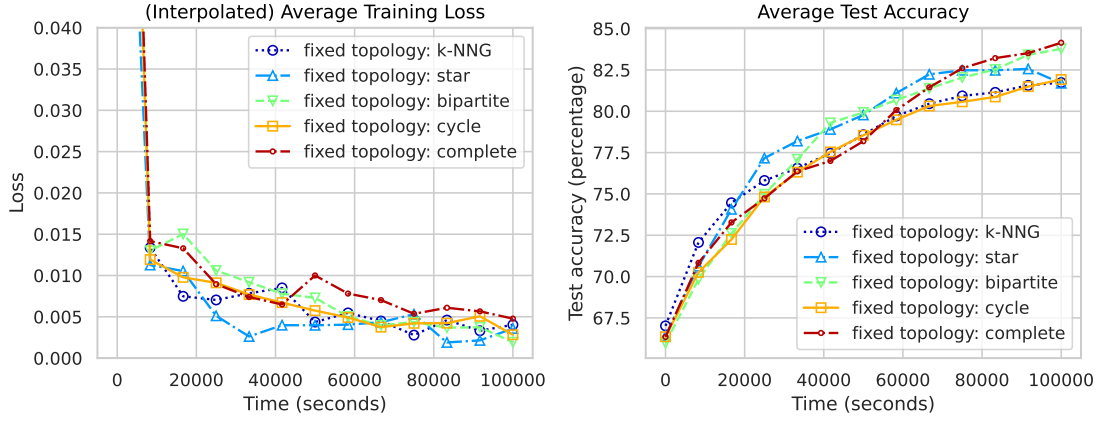 (Interpolated) Average Training Loss
0.040
0.035
0.030
0.025
0.020
0.015
0.010
0.005
0.000
Loss
fixed topology: k-NNG
fixed topology: star
fixed topology: bipartite
fixed topology: cycle
fixed topology: complete
0
20000
40000
60000
80000
100000
Time (seconds)
Average Test Accuracy
85.0
82.5
80.0
77.5
75.0
72.5
70.0
67.5
Test accuracy (percentage)
fixed topology: k-NNG
fixed topology: star
fixed topology: bipartite
fixed topology: cycle
fixed topology: complete
0
20000
40000
60000
80000
100000
Time (seconds)